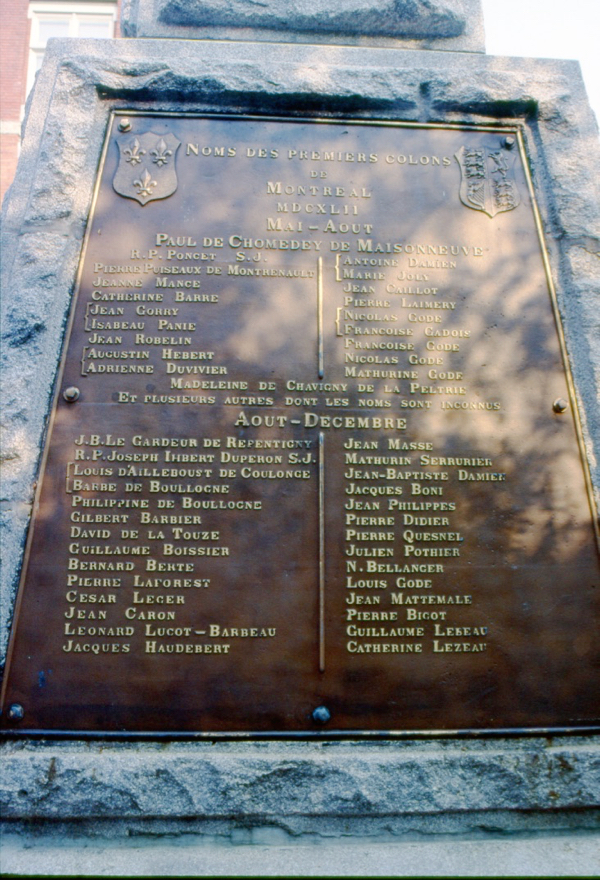 NOMS DES PREMIERS COLONS
DE
MONTREAL
MDCXLII
MAI-AOUT
PAUL DE CHOMEDEY DE MAISONNEUVE
R.P. PONCET S.J.
PIERRE PUISEAUX DE MONTRENAULT
JEANNE MANCE
CATHERINE BARRE
JEAN GORRY
ISABEAU PANIE
JEAN ROBELIN
AUGUSTIN HEBERT
ADRIENNE DUVIVIER
ANTOINE DAMIEN
MARIE JOLY
JEAN CAILLOT
PIERRE LAIMERY
NICOLAS GODE
FRANCOISE GADOIS
FRANCOISE GODE
NICOLAS GODE
MATHURINE GODE
MADELEINE DE CHAVIGNY DE LA PELTRIE
ET PLUSIEURS AUTRES DONT LES NOMS SONT INCONNUS
AOUT-DECEMBRE
J.B. LE GARDEUR DE REPENTIGNY
R.P. JOSEPH IMBERT DUPERON S.J.
LOUIS D'AILLEBOUST DE COULONGE
BARBE DE BOULLOGNE
PHILIPPINE DE BOULLOGNE
GILBERT BARBIER
DAVID DE LA TOUZE
GUILLAUME BOISSIER
BERNARD BERTE
PIERRE LAFOREST
CESAR LEGER
JEAN CARON
LEONARD LUCOT-BARBEAU
JACQUES HAUDEBERT
JEAN MASSE
MATHURIN SERRURIER
JEAN-BAPTISTE DAMIEN
JACQUES BONI
JEAN PHILIPPES
PIERRE DIDIER
PIERRE QUESNEL
JULIEN POTHIER
N. BELLANGER
LOUIS GODE
JEAN MATTEMALE
PIERRE BIGOT
GUILLAUME LEBEAU
CATHERINE LEZEAU